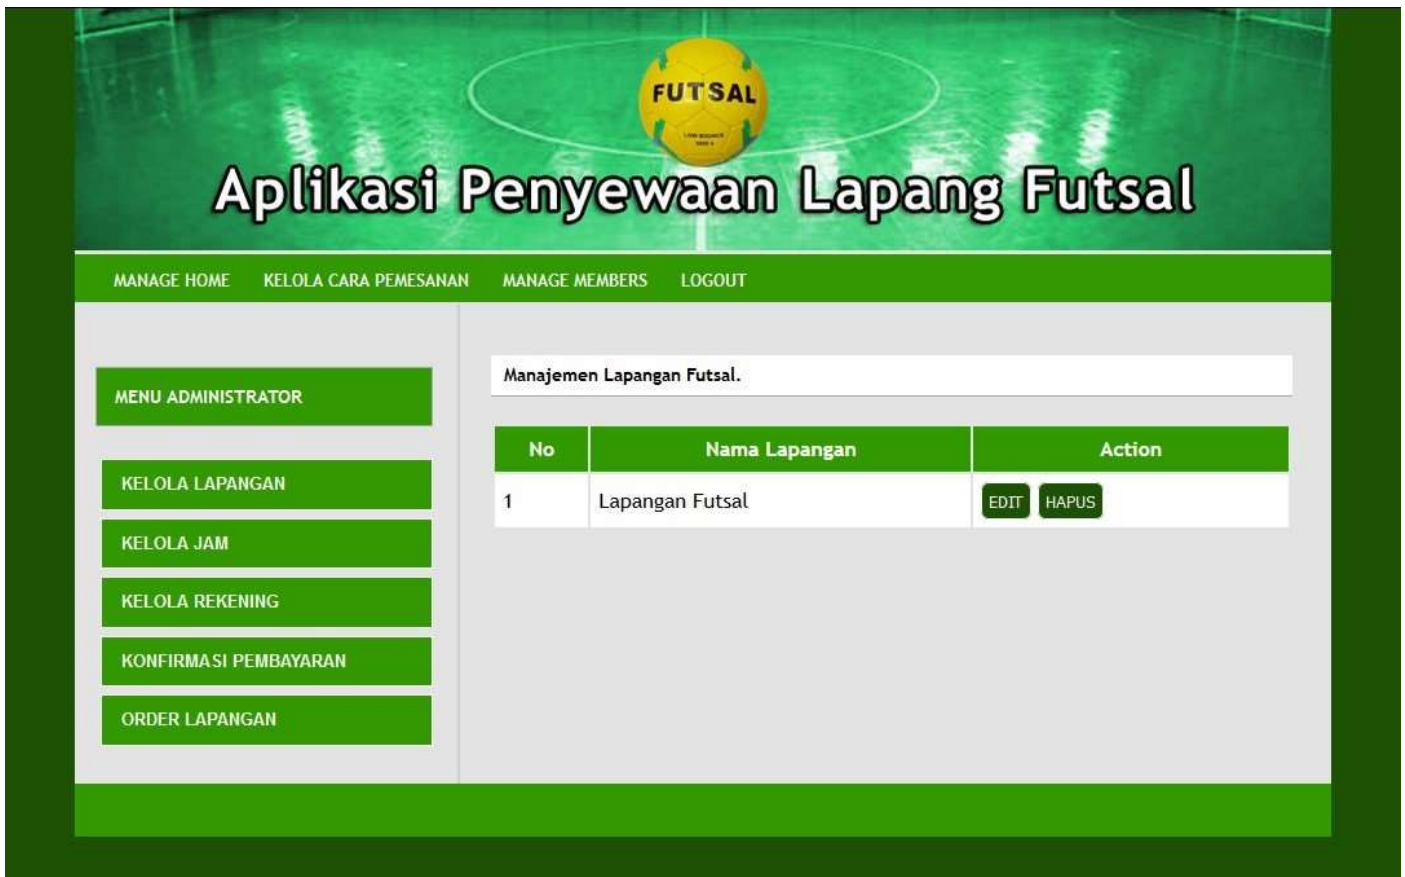 FUTSAL
Aplikasi Penyewaan Lapang Futsal
MANAGE HOME KELOLA CARA PEMESANAN MANAGE MEMBERS LOGOUT
MENU ADMINISTRATOR
KELOLA LAPANGAN
KELOLA JAM
KELOLA REKENING
KONFIRMASI PEMBAYARAN
ORDER LAPANGAN
Manajemen Lapangan Futsal.
No Nama Lapangan Action
1 Lapangan Futsal EDIT HAPUS